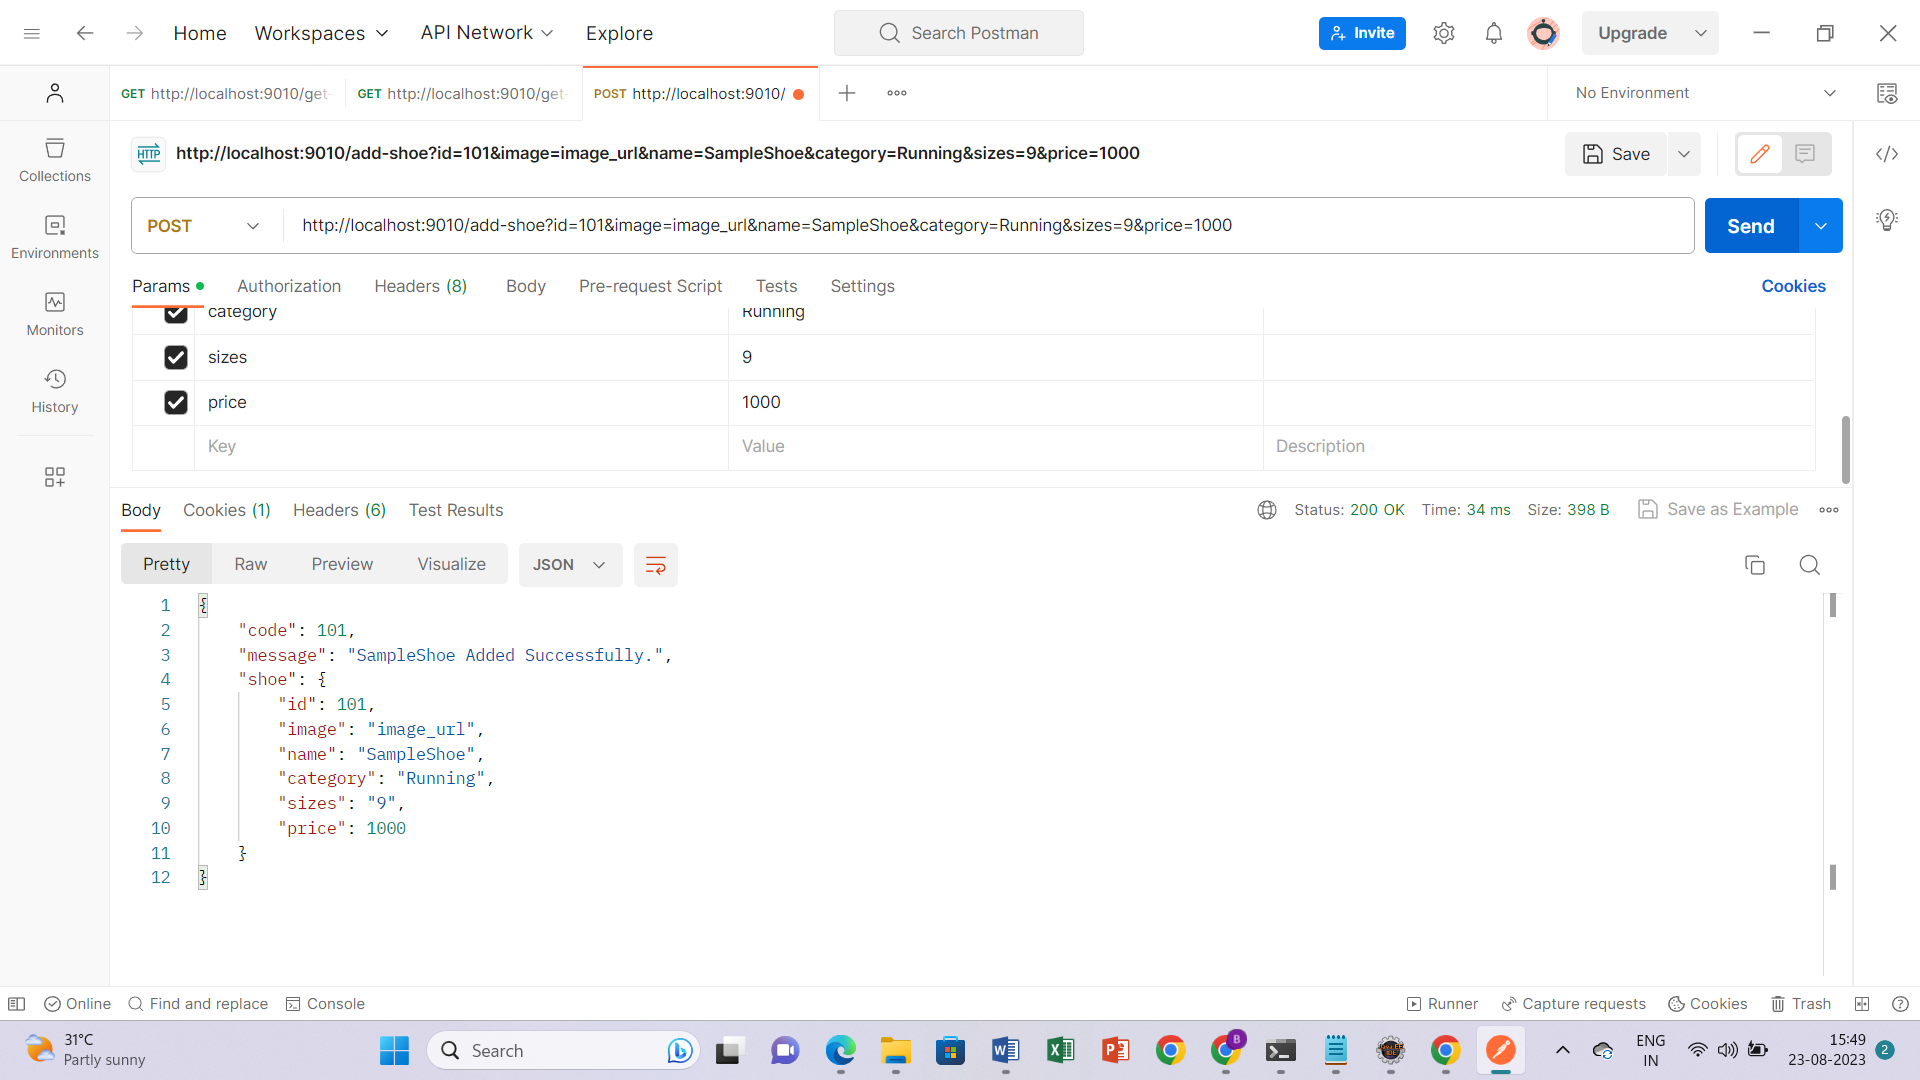 Home
Workspaces
API Network
Explore
Search Postman
Invite
Upgrade
GET http://localhost:9010/get-
GET http://localhost:9010/get-
POST http://localhost:9010/
No Environment
HTTP
http://localhost:9010/add-shoe?id=101&image=image_url&name=SampleShoe&category=Running&sizes=9&price=1000
Save
Collections
Environments
Monitors
History
POST
http://localhost:9010/add-shoe?id=101&image=image_url&name=SampleShoe&category=Running&sizes=9&price=1000
Send
Params
Authorization
Headers (8)
Body
Pre-request Script
Tests
Settings
Cookies
category Running
sizes 9
price 1000
Key Value Description
Body
Cookies (1)
Headers (6)
Test Results
Status: 200 OK
Time: 34 ms
Size: 398 B
Save as Example
Pretty
Raw
Preview
Visualize
JSON
1 {
2 "code": 101,
3 "message": "SampleShoe Added Successfully.",
4 "shoe": {
5 "id": 101,
6 "image": "image_url",
7 "name": "SampleShoe",
8 "category": "Running",
9 "sizes": "9",
10 "price": 1000
11 }
12 }
Online
Find and replace
Console
Runner
Capture requests
Cookies
Trash
31°C
Partly sunny
Search
B
ENG
IN
15:49
23-08-2023
2